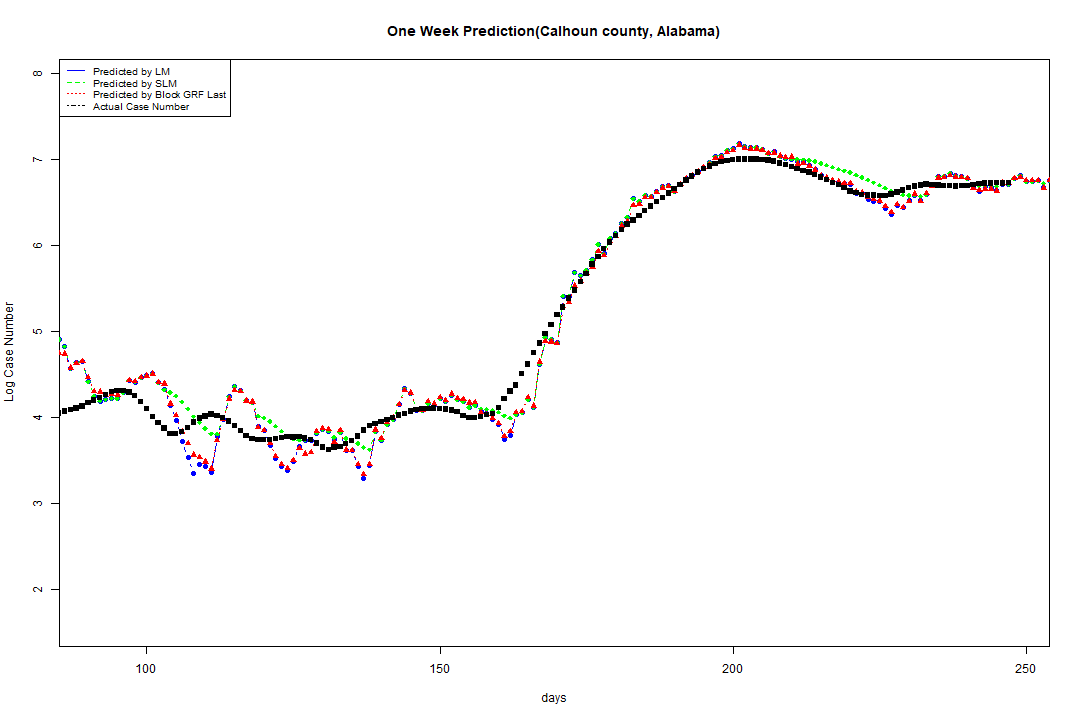 One Week Prediction(Calhoun county, Alabama)
Predicted by LM
Predicted by SLM
Predicted by Block GRF Last
Actual Case Number
8
7
6
5
4
3
2
Log Case Number
100 150 200 250
days